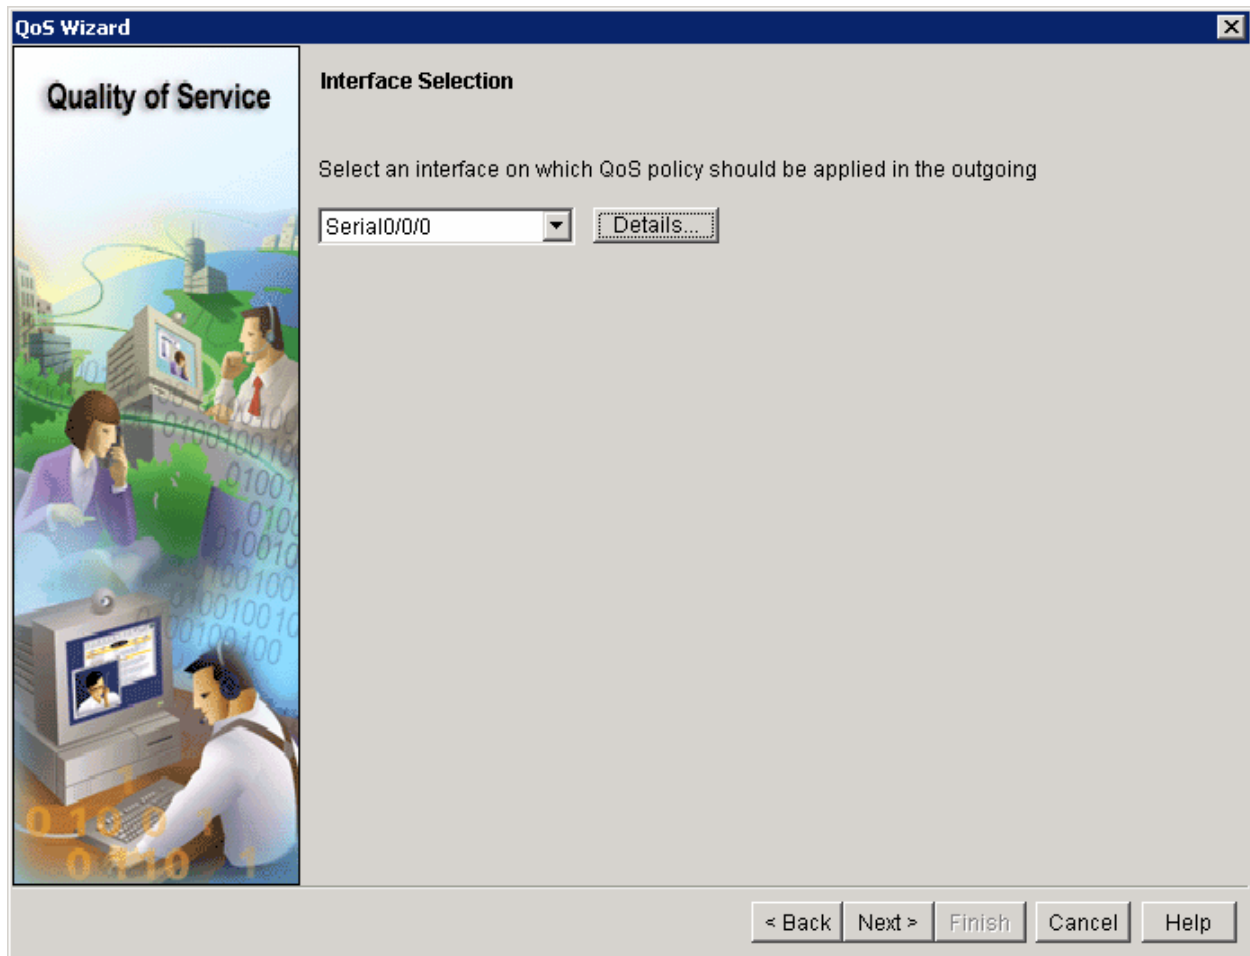 QoS Wizard
Quality of Service
Interface Selection
Select an interface on which QoS policy should be applied in the outgoing
Serial0/0/0
Details...
< Back
Next >
Finish
Cancel
Help